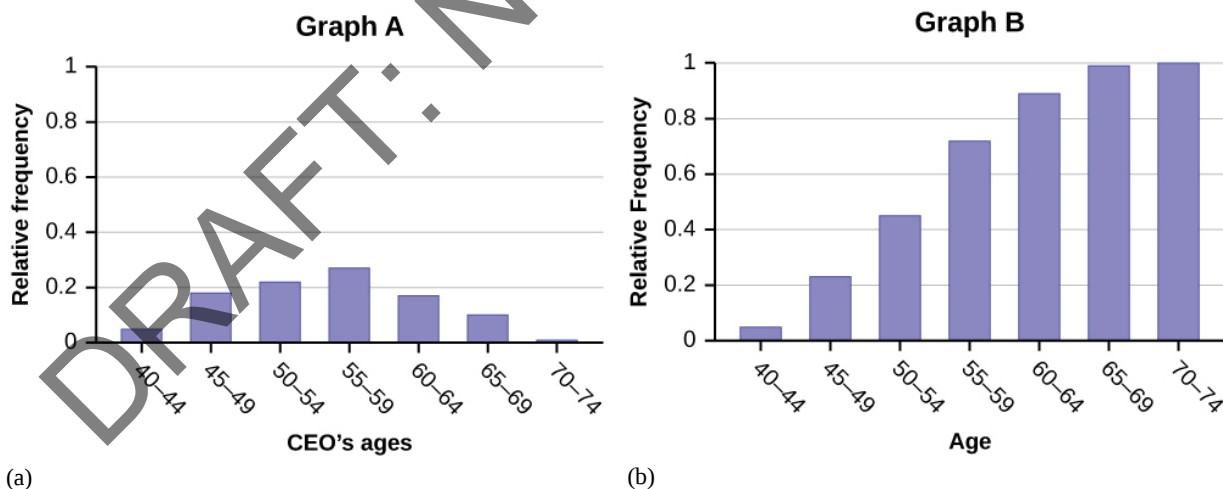 Graph A
Relative frequency
1
0.8
0.6
0.4
0.2
0
40–44
45–49
50–54
55–59
60–64
65–69
70–74
CEO’s ages
(a)
Graph B
Relative Frequency
1
0.8
0.6
0.4
0.2
0
40–44
45–49
50–54
55–59
60–64
65–69
70–74
Age
(b)
DRAFT: